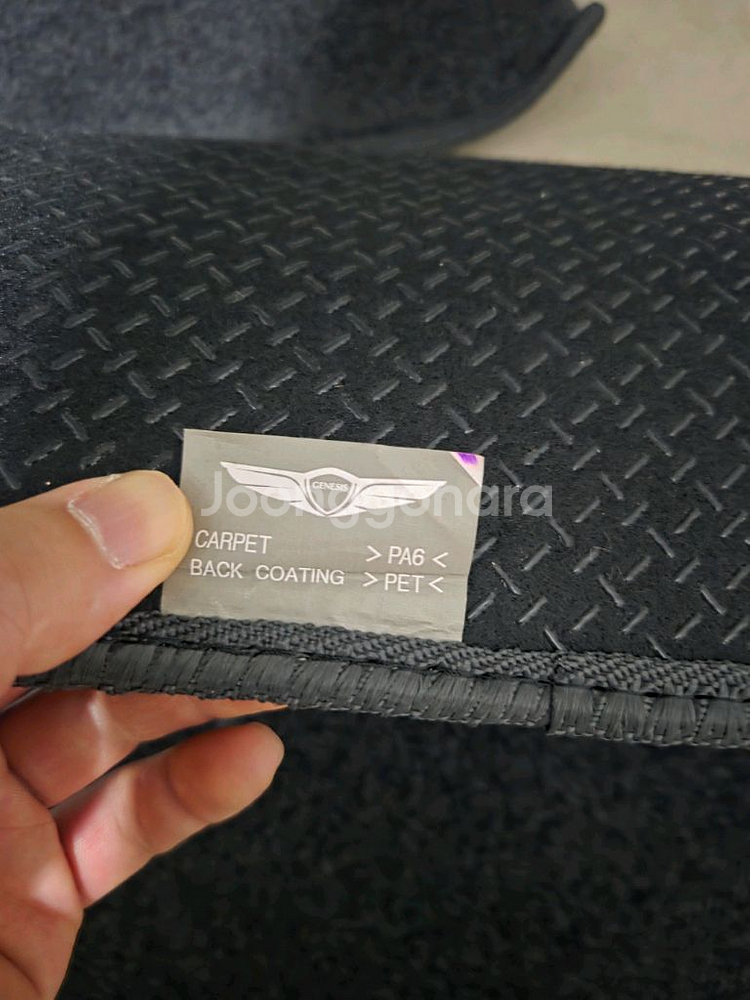 GENESIS
Joonggonara
CARPET >PA6<
BACK COATING >PET<